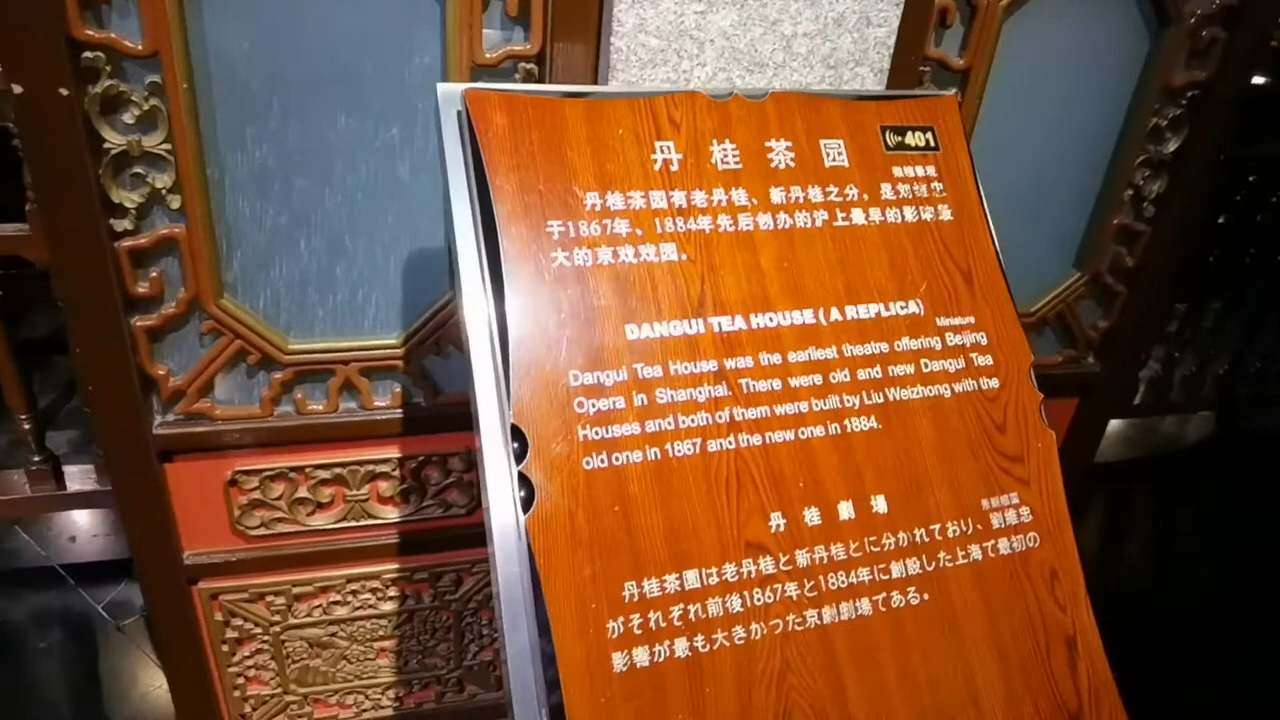 401
丹桂茶园
微缩景观
丹桂茶园有老丹桂、新丹桂之分，是刘维忠
于1867年、1884年先后创办的沪上最早的影响最
大的京戏戏园。
DANGUI TEA HOUSE ( A REPLICA)
Miniature
Dangui Tea House was the earliest theatre offering Beijing
Opera in Shanghai. There were old and new Dangui Tea
Houses and both of them were built by Liu Weizhong with the
old one in 1867 and the new one in 1884.
丹桂劇場
丹桂茶園は老丹桂と新丹桂とに分かれており、劉維忠
がそれぞれ前後1867年と1884年に創設した上海で最初の
影響が最も大きかつた京劇劇場である。